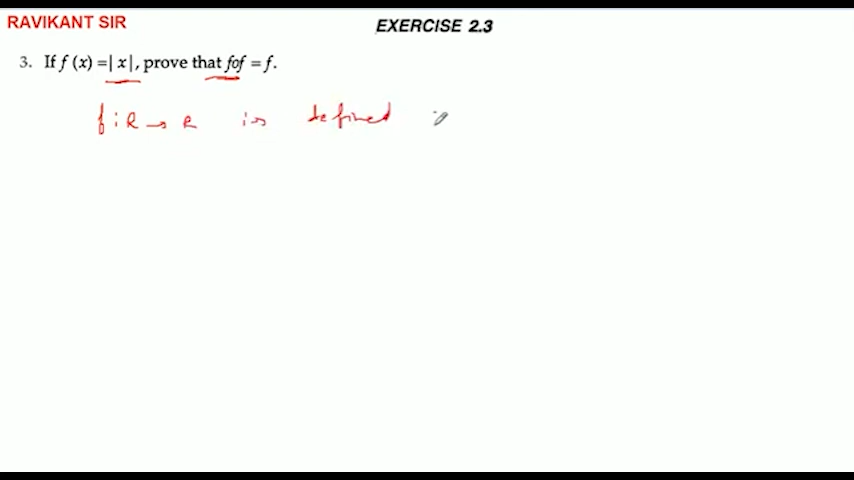 RAVIKANT SIR
EXERCISE 2.3
3. If f (x) =| x|, prove that fof = f.
f : R → R is defined